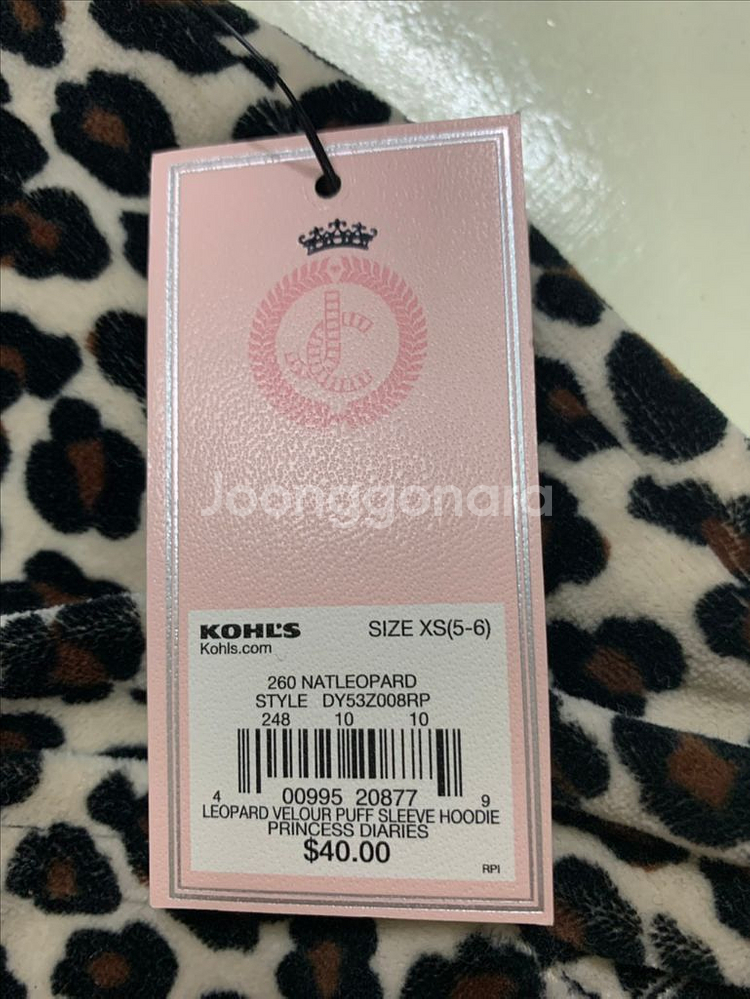 JC
Joonggonara
KOHL'S SIZE XS(5-6)
Kohls.com
260 NATLEOPARD
STYLE DY53Z008RP
248 10 10
4 00995 20877 9
LEOPARD VELOUR PUFF SLEEVE HOODIE
PRINCESS DIARIES
$40.00
RPI